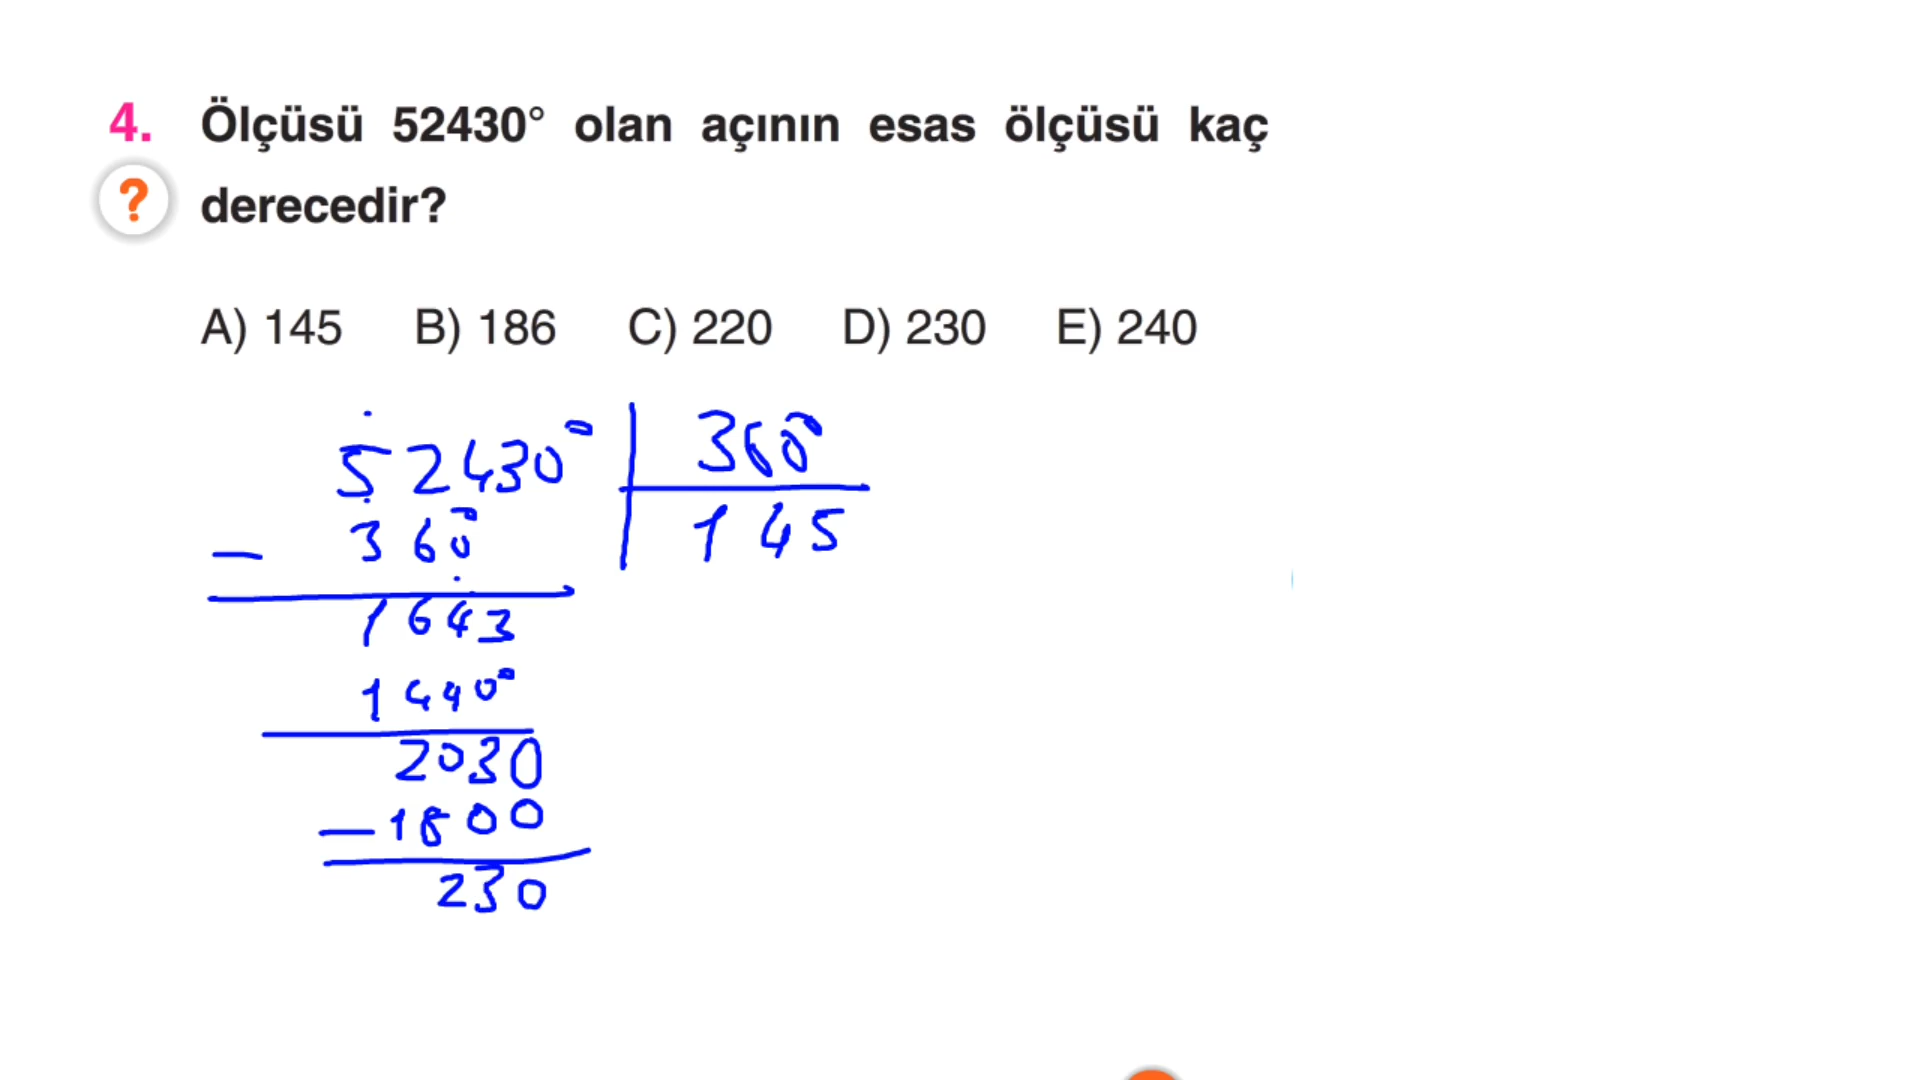 4. Ölçüsü 52430° olan açının esas ölçüsü kaç
? derecedir?
A) 145 B) 186 C) 220 D) 230 E) 240
52430° 360°
- 360° 145
1643
1440°
2030
-1800
230